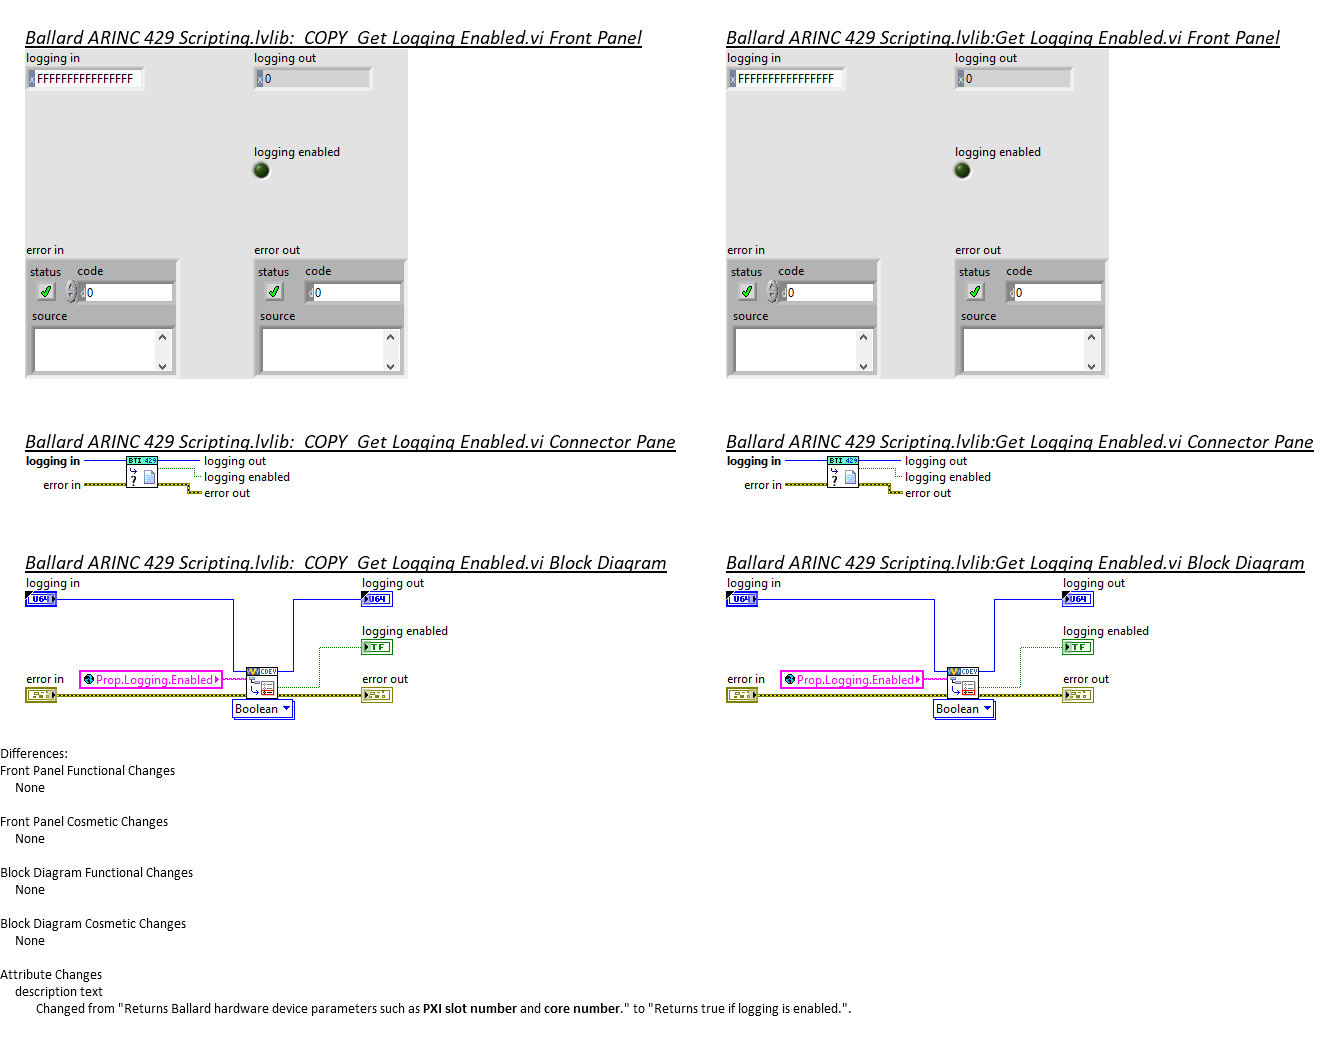 Ballard ARINC 429 Scripting.lvlib:_COPY_Get Logging Enabled.vi Front Panel
logging in
logging out
x FFFFFFFFFFFFFFFF
x 0
logging enabled
error in
error out
status code
0
source
status code
0
source
Ballard ARINC 429 Scripting.lvlib:Get Logging Enabled.vi Front Panel
logging in
logging out
x FFFFFFFFFFFFFFFF
x 0
logging enabled
error in
error out
status code
0
source
status code
0
source
Ballard ARINC 429 Scripting.lvlib:_COPY_Get Logging Enabled.vi Connector Pane
logging in
BTI 429
?
logging out
logging enabled
error in
error out
Ballard ARINC 429 Scripting.lvlib:Get Logging Enabled.vi Connector Pane
logging in
BTI 429
?
logging out
logging enabled
error in
error out
Ballard ARINC 429 Scripting.lvlib:_COPY_Get Logging Enabled.vi Block Diagram
logging in
logging out
U64
U64
logging enabled
TF
error in
Prop.Logging.Enabled
CDEV
error out
Boolean
Ballard ARINC 429 Scripting.lvlib:Get Logging Enabled.vi Block Diagram
logging in
logging out
U64
U64
logging enabled
TF
error in
Prop.Logging.Enabled
CDEV
error out
Boolean
Differences:
Front Panel Functional Changes
None
Front Panel Cosmetic Changes
None
Block Diagram Functional Changes
None
Block Diagram Cosmetic Changes
None
Attribute Changes
description text
Changed from "Returns Ballard hardware device parameters such as PXI slot number and core number." to "Returns true if logging is enabled.".